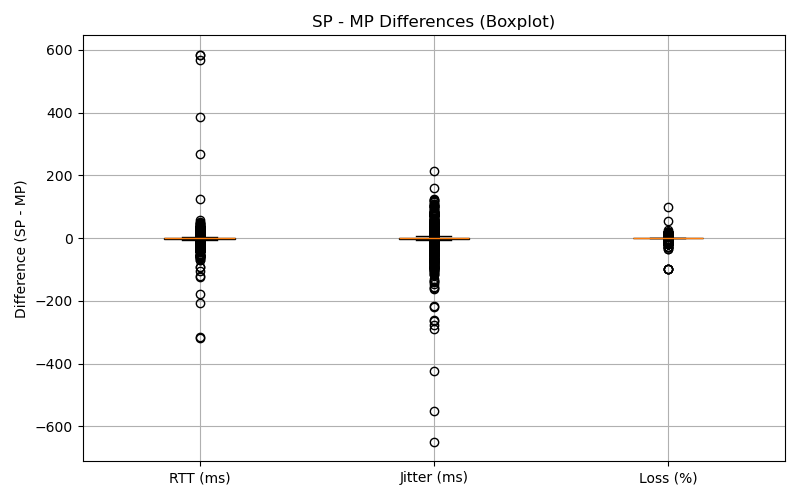 SP - MP Differences (Boxplot)
Difference (SP - MP)
600
400
200
0
−200
−400
−600
RTT (ms)
Jitter (ms)
Loss (%)